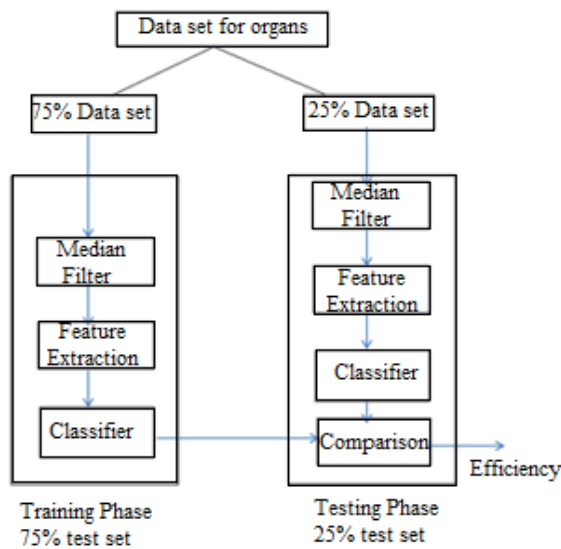 Data set for organs
75% Data set
25% Data set
Median
Filter
Feature
Extraction
Classifier
Training Phase
75% test set
Median
Filter
Feature
Extraction
Classifier
Comparison
Efficiency
Testing Phase
25% test set